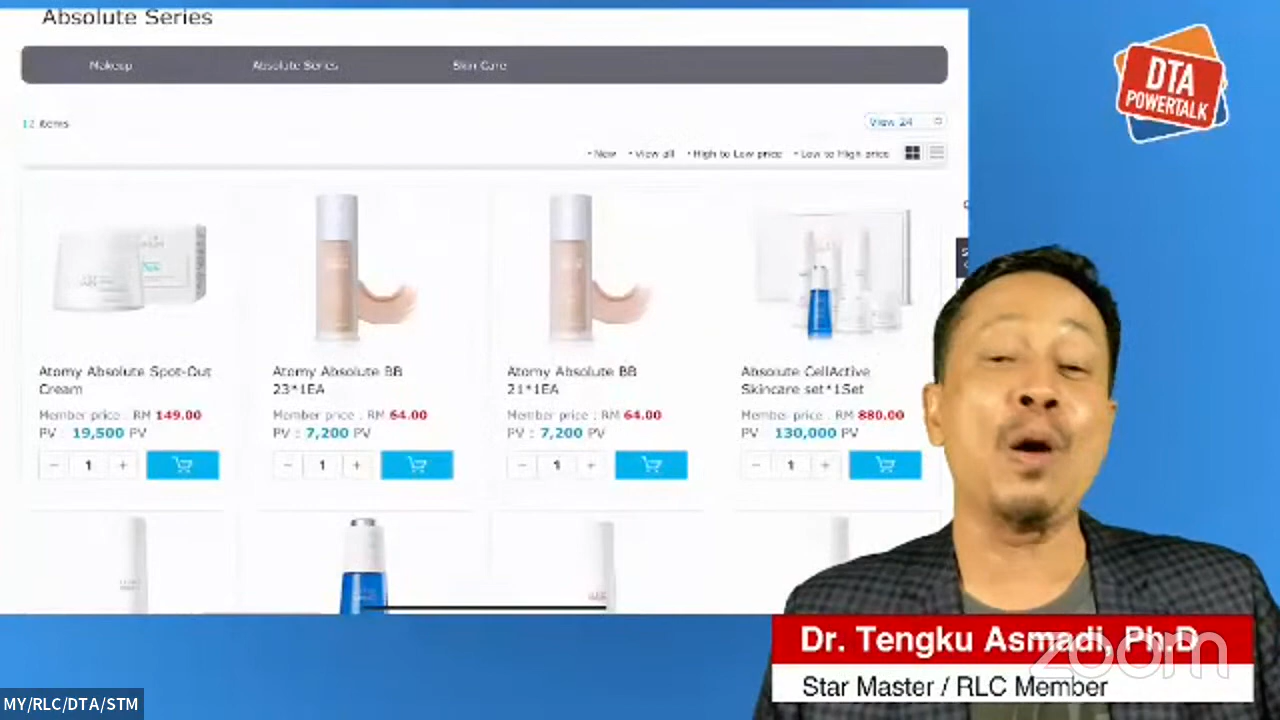 Absolute Series
Makeup Absolute Series Skin Care
12 items
View 24
• New • View all • High to Low price • Low to High price
Atomy Absolute Spot-Out
Cream
Member price : RM 149.00
PV : 19,500 PV
− 1 +
Atomy Absolute BB
23*1EA
Member price : RM 64.00
PV : 7,200 PV
− 1 +
Atomy Absolute BB
21*1EA
Member price : RM 64.00
PV : 7,200 PV
− 1 +
Absolute CellActive
Skincare set*1Set
Member price : RM 880.00
PV : 130,000 PV
− 1 +
DTA
POWERTALK
Dr. Tengku Asmadi, Ph.D
zoom
Star Master / RLC Member
MY/RLC/DTA/STM